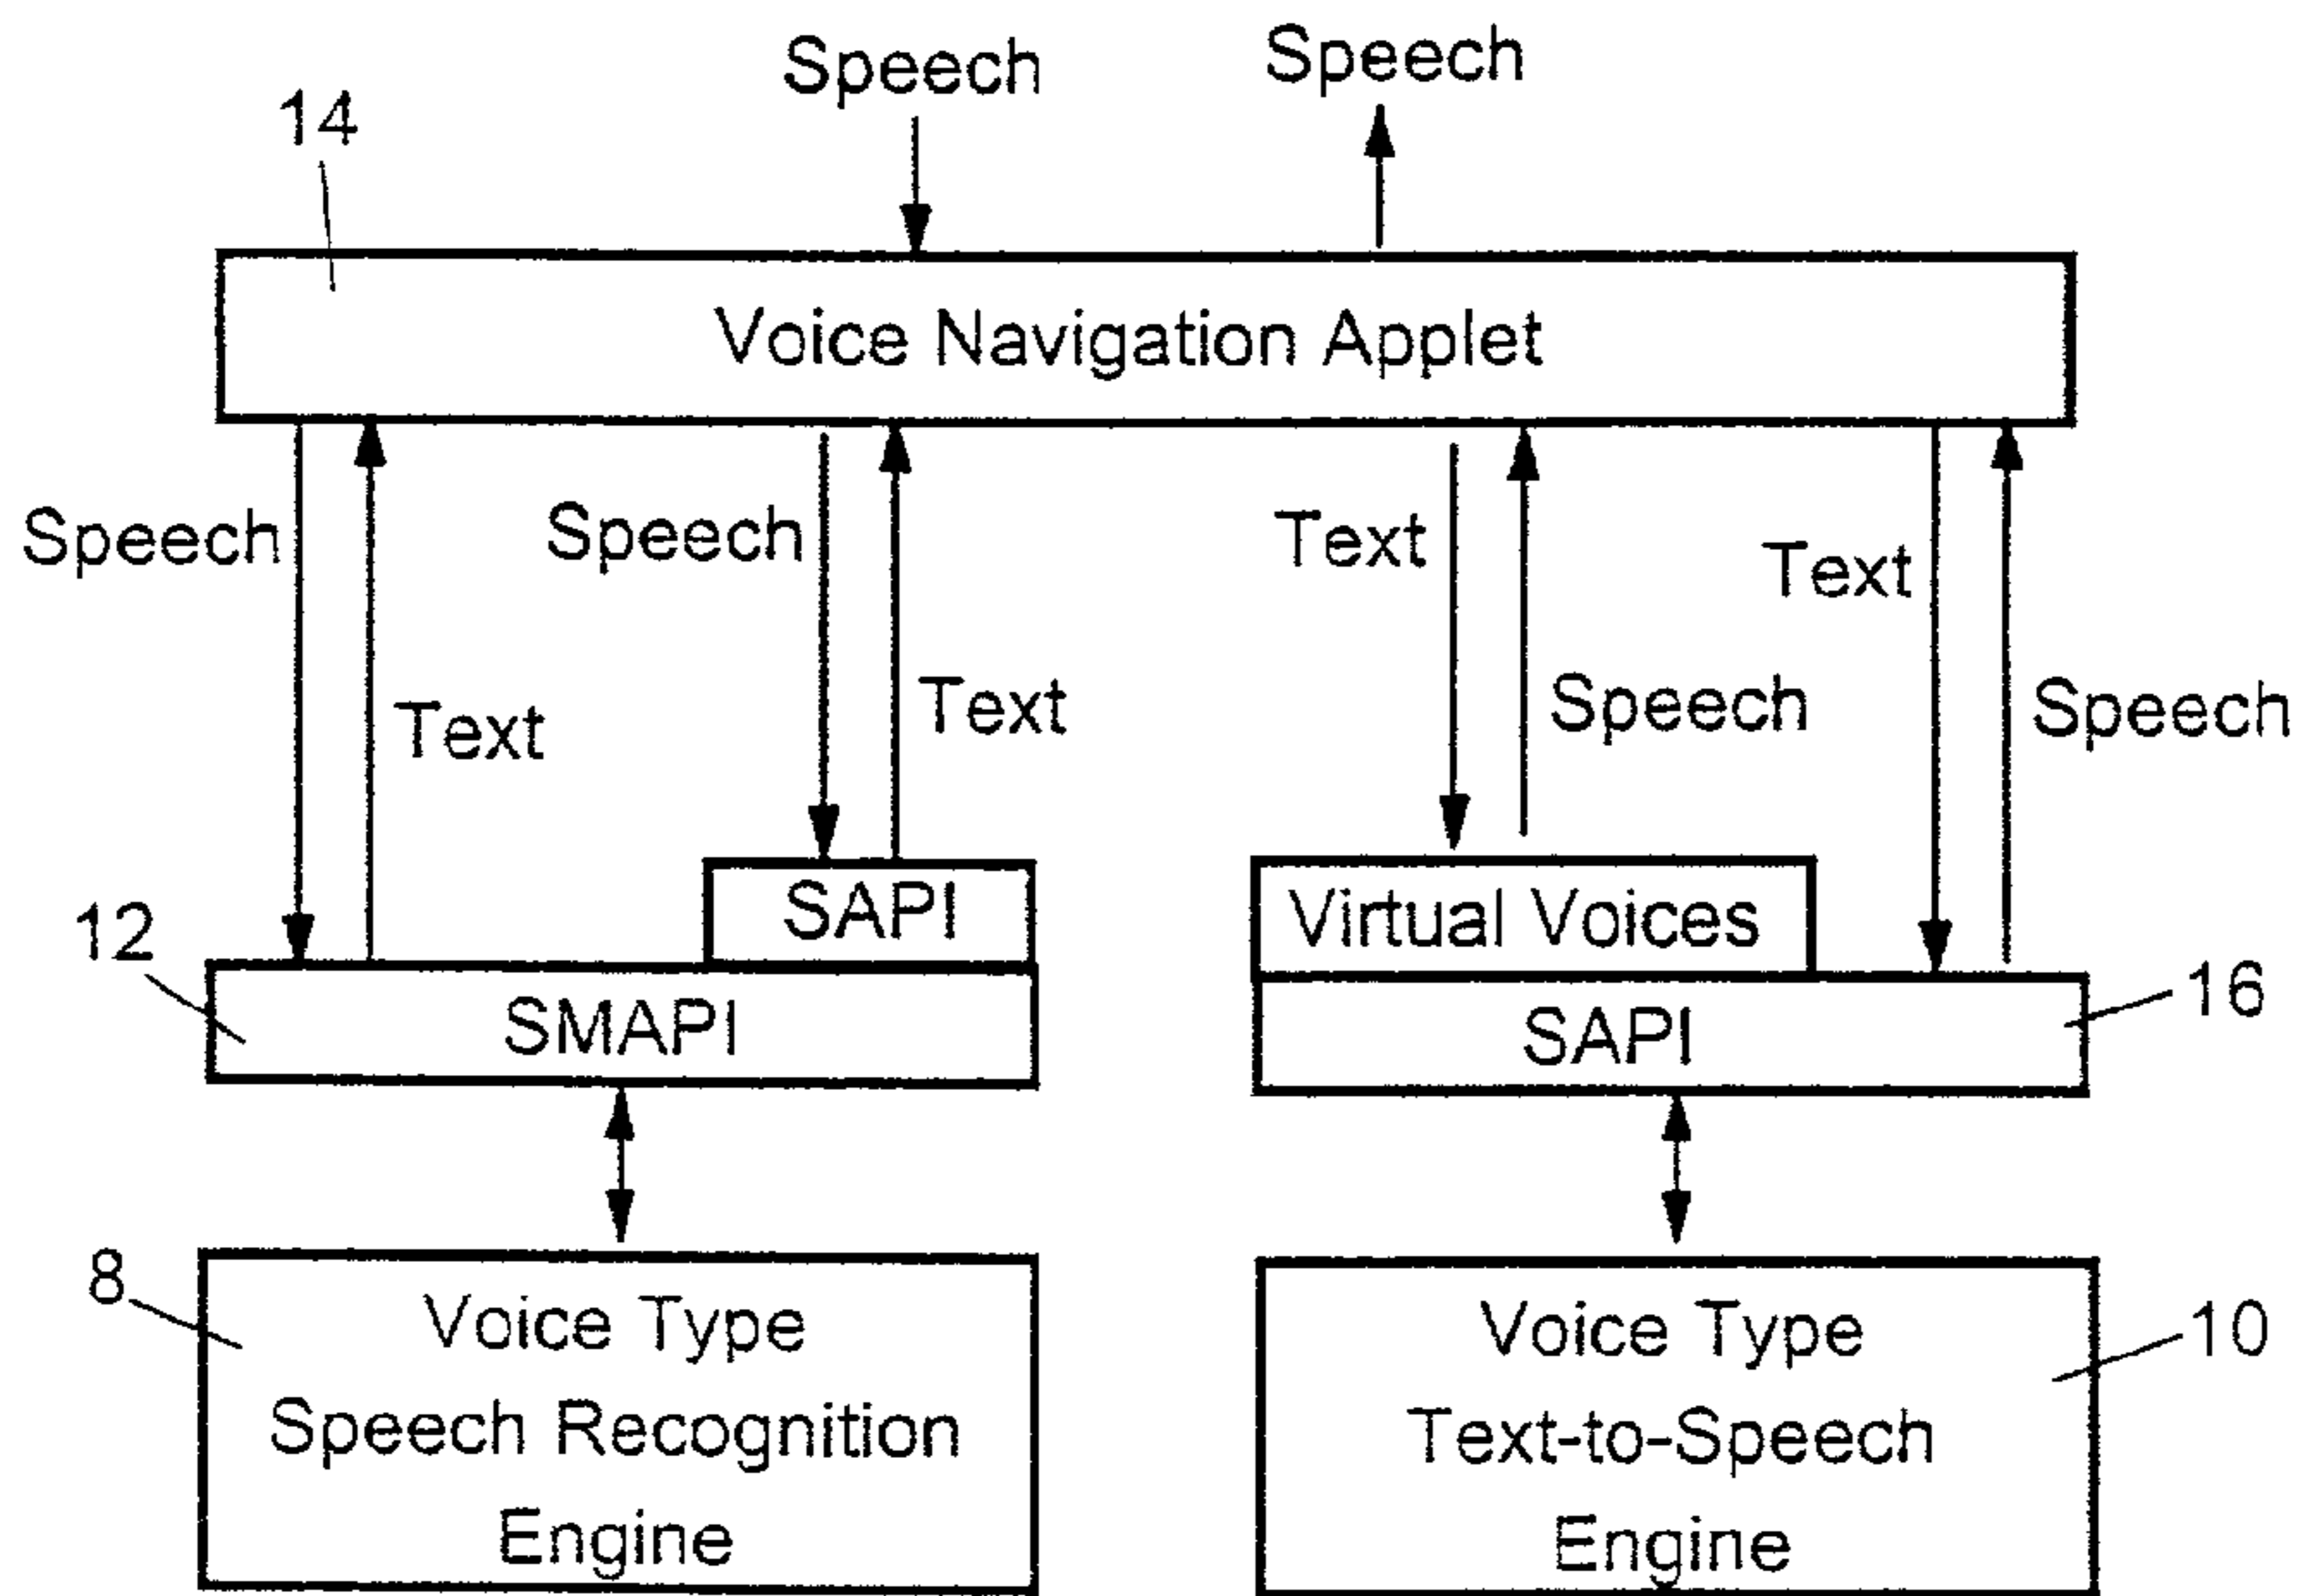 Speech
Speech
14
Voice Navigation Applet
Speech
Speech
Text
Text
Text
Text
Speech
Speech
SAPI
Virtual Voices
12
SMAPI
SAPI
16
8
Voice Type
Speech Recognition
Engine
Voice Type
Text-to-Speech
Engine
10